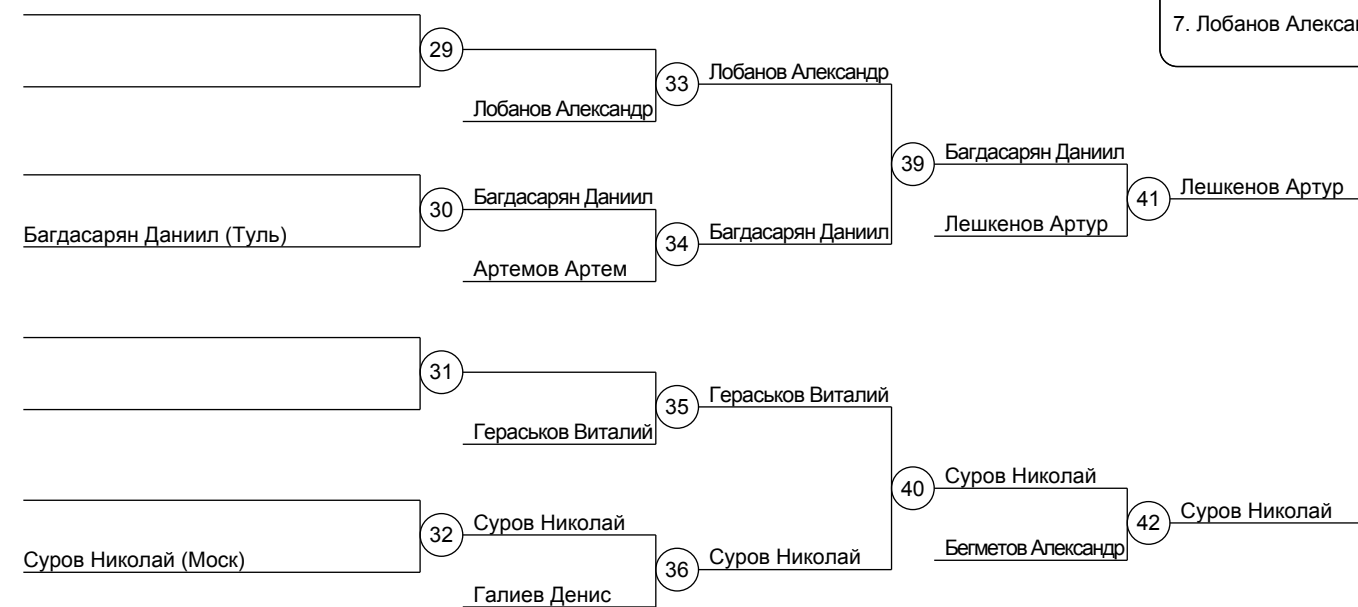 7. Лобанов
29
33
Лобанов Александр
Лобанов Александр
39
Багдасарян Даниил
30
Багдасарян Даниил
41
Лешкенов Артур
Багдасарян Даниил (Туль)
34
Багдасарян Даниил
Лешкенов Артур
Артемов Артем
31
35
Гераськов Виталий
Гераськов Виталий
40
Суров Николай
32
Суров Николай
42
Суров Николай
Суров Николай (Моск)
36
Суров Николай
Бегметов Александр
Галиев Денис